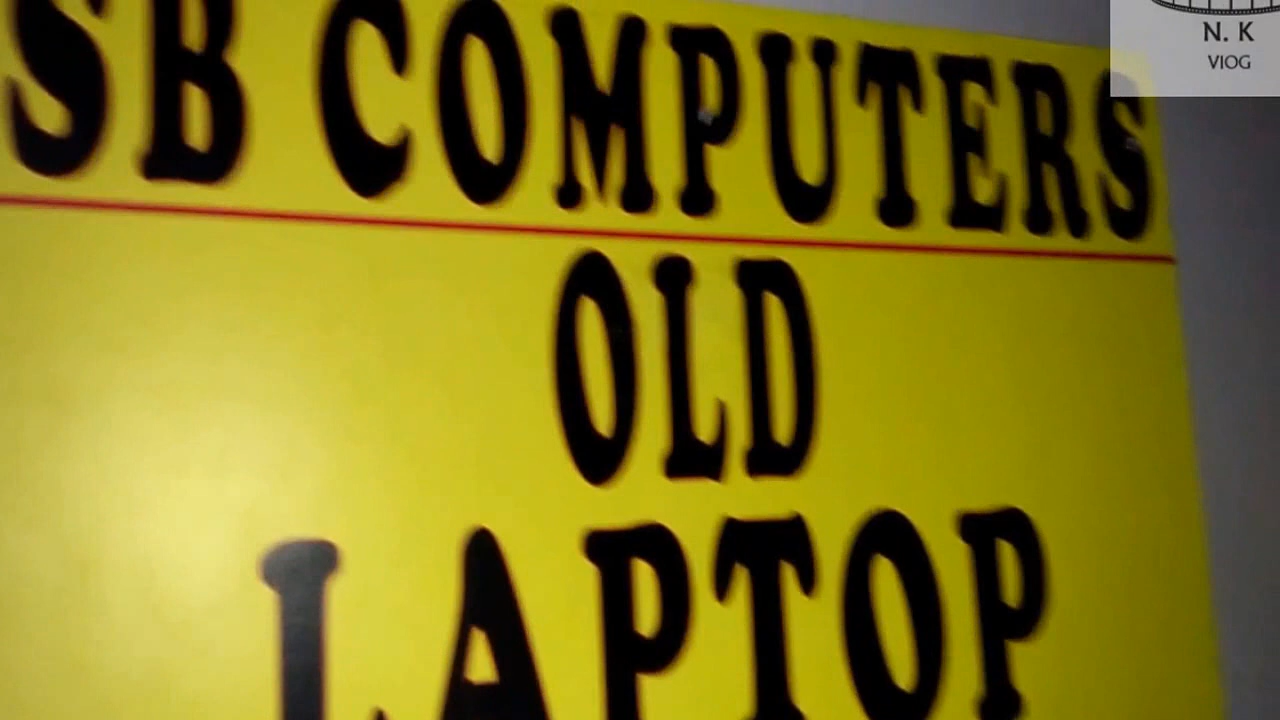 SB COMPUTERS
OLD
LAPTOP
N. K
VIOG